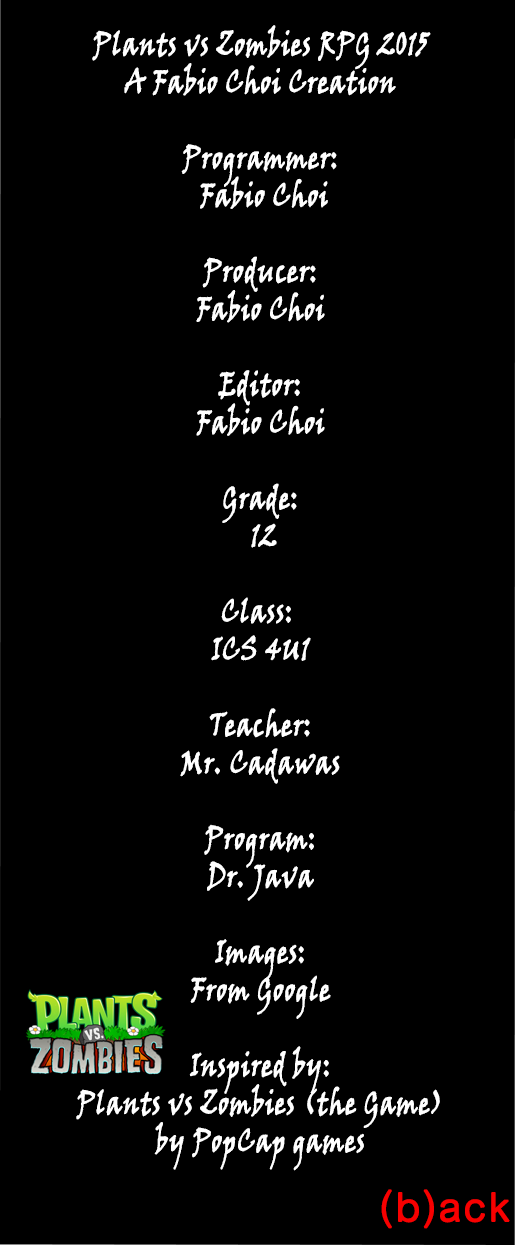 Plants vs Zombies RPG 2015
A Fabio Choi Creation
Programmer:
Fabio Choi
Producer:
Fabio Choi
Editor:
Fabio Choi
Grade:
12
Class:
ICS 4U1
Teacher:
Mr. Cadawas
Program:
Dr. Java
Images:
From Google
PLANTS
VS.
ZOMBIES
Inspired by:
Plants vs Zombies (the Game)
by PopCap games
(b)ack